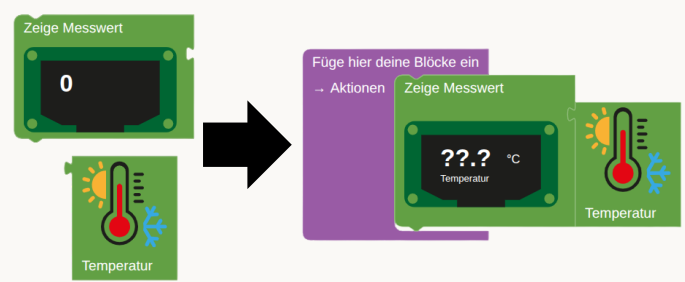 Zeige Messwert
0
Temperatur
Füge hier deine Blöcke ein
→ Aktionen
Zeige Messwert
??.? °C
Temperatur
Temperatur